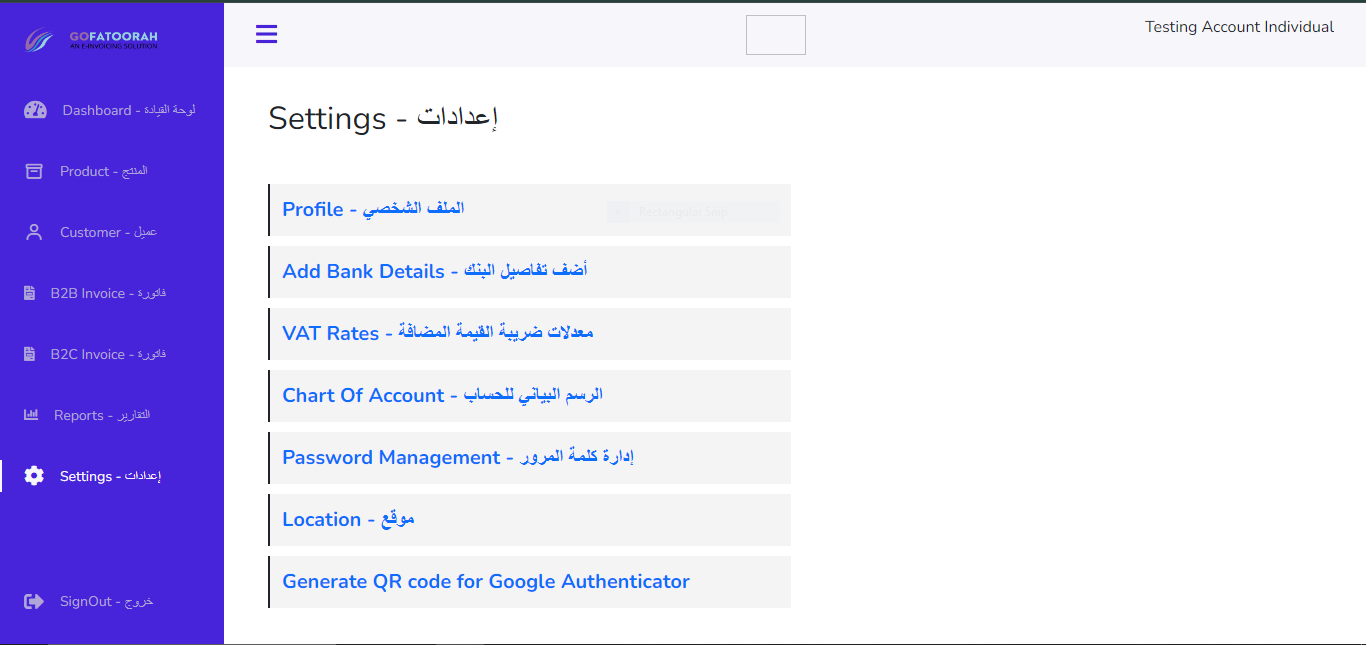 GOFATOORAH
AN E-INVOICING SOLUTION
Testing Account Individual
Dashboard - لوحة القيادة
Product - المنتج
Customer - عميل
B2B Invoice - فاتورة
B2C Invoice - فاتورة
Reports - التقارير
Settings - إعدادات
SignOut - خروج
Settings - إعدادات
Profile - الملف الشخصي
Rectangular Snip
Add Bank Details - أضف تفاصيل البنك
VAT Rates - معدلات ضريبة القيمة المضافة
Chart Of Account - الرسم البياني للحساب
Password Management - إدارة كلمة المرور
Location - موقع
Generate QR code for Google Authenticator